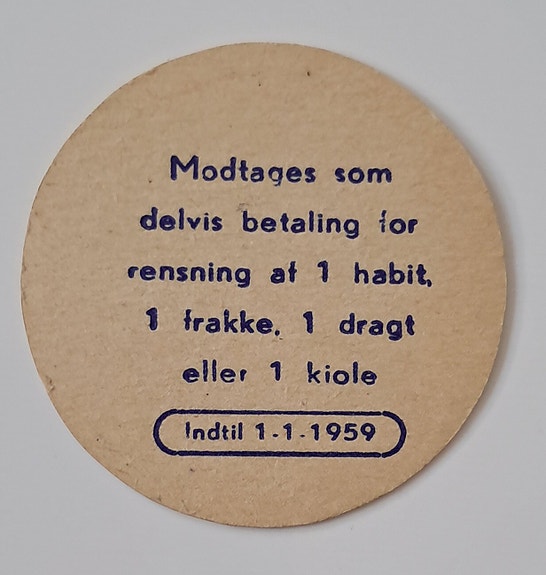 Modtages som
delvis betaling for
rensning af 1 habit,
1 frakke, 1 dragt
eller 1 kjole
Indtil 1-1-1959